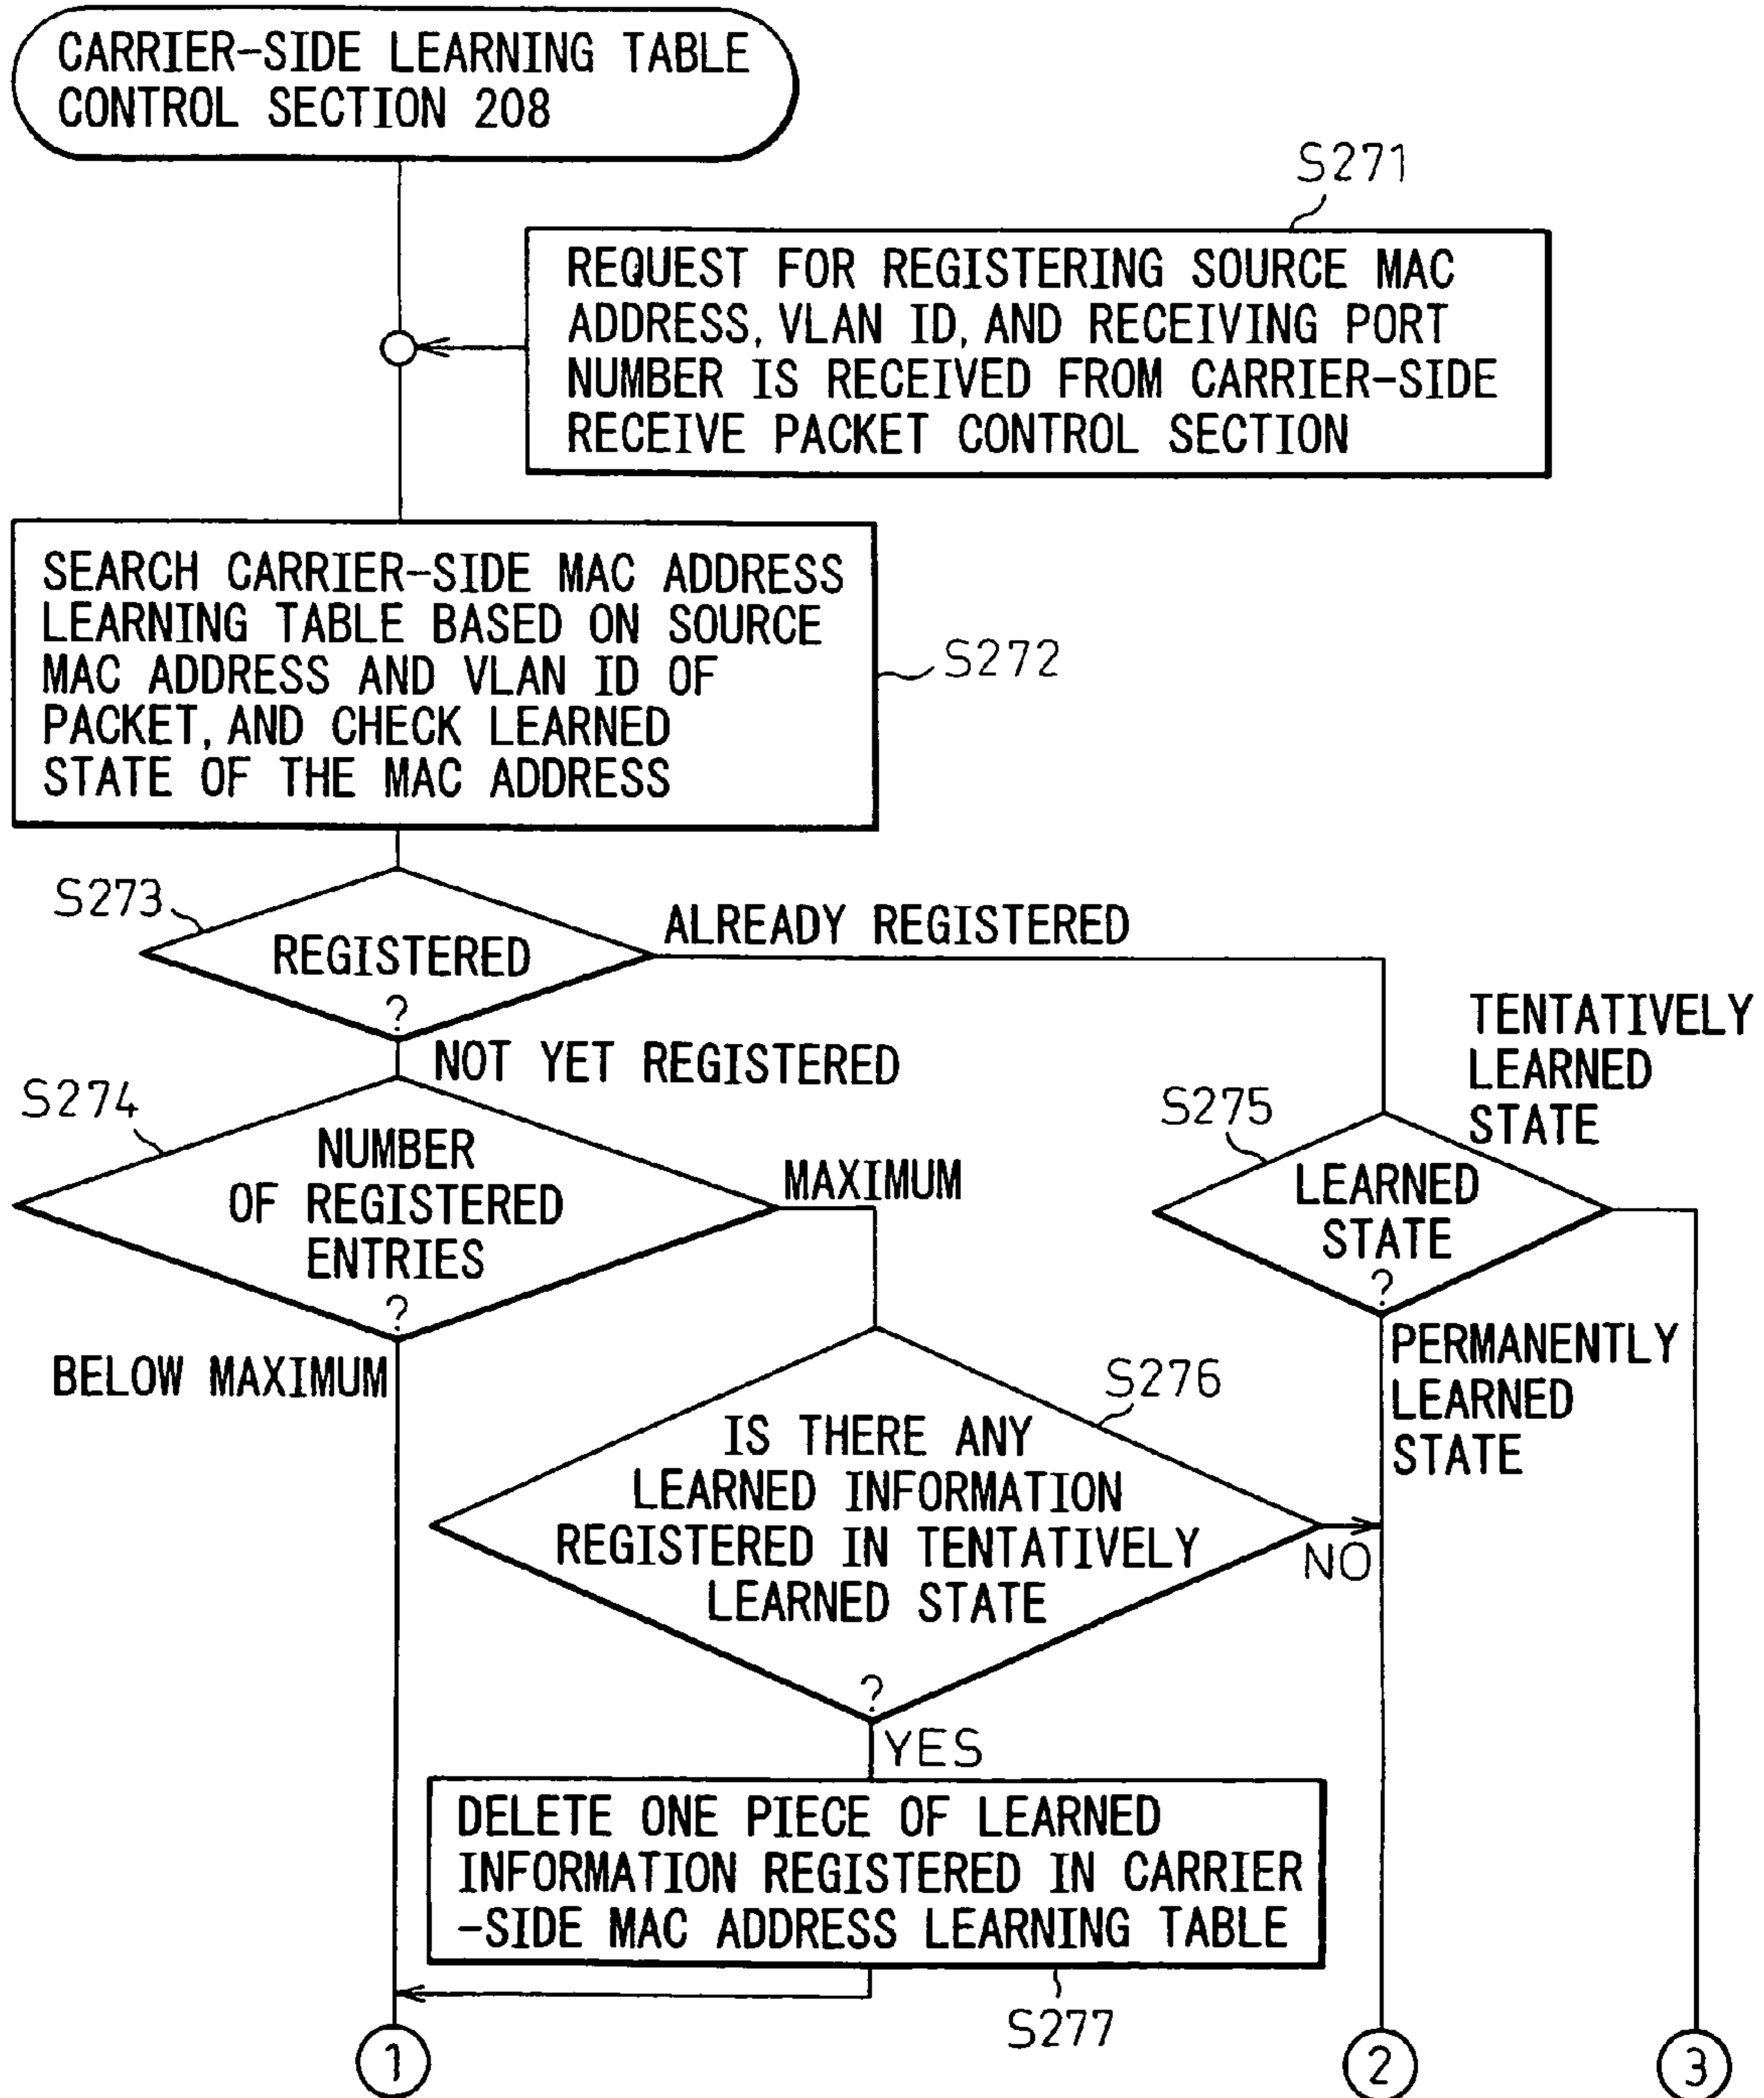 CARRIER-SIDE LEARNING TABLE
CONTROL SECTION 208
S271
REQUEST FOR REGISTERING SOURCE MAC
ADDRESS, VLAN ID, AND RECEIVING PORT
NUMBER IS RECEIVED FROM CARRIER-SIDE
RECEIVE PACKET CONTROL SECTION
SEARCH CARRIER-SIDE MAC ADDRESS
LEARNING TABLE BASED ON SOURCE
MAC ADDRESS AND VLAN ID OF
PACKET, AND CHECK LEARNED
STATE OF THE MAC ADDRESS
S272
S273
REGISTERED
?
ALREADY REGISTERED
NOT YET REGISTERED
S274
NUMBER
OF REGISTERED
ENTRIES
?
MAXIMUM
BELOW MAXIMUM
S275
LEARNED
STATE
?
TENTATIVELY
LEARNED
STATE
PERMANENTLY
LEARNED
STATE
S276
IS THERE ANY
LEARNED INFORMATION
REGISTERED IN TENTATIVELY
LEARNED STATE
?
NO
YES
DELETE ONE PIECE OF LEARNED
INFORMATION REGISTERED IN CARRIER
-SIDE MAC ADDRESS LEARNING TABLE
S277
1
2
3